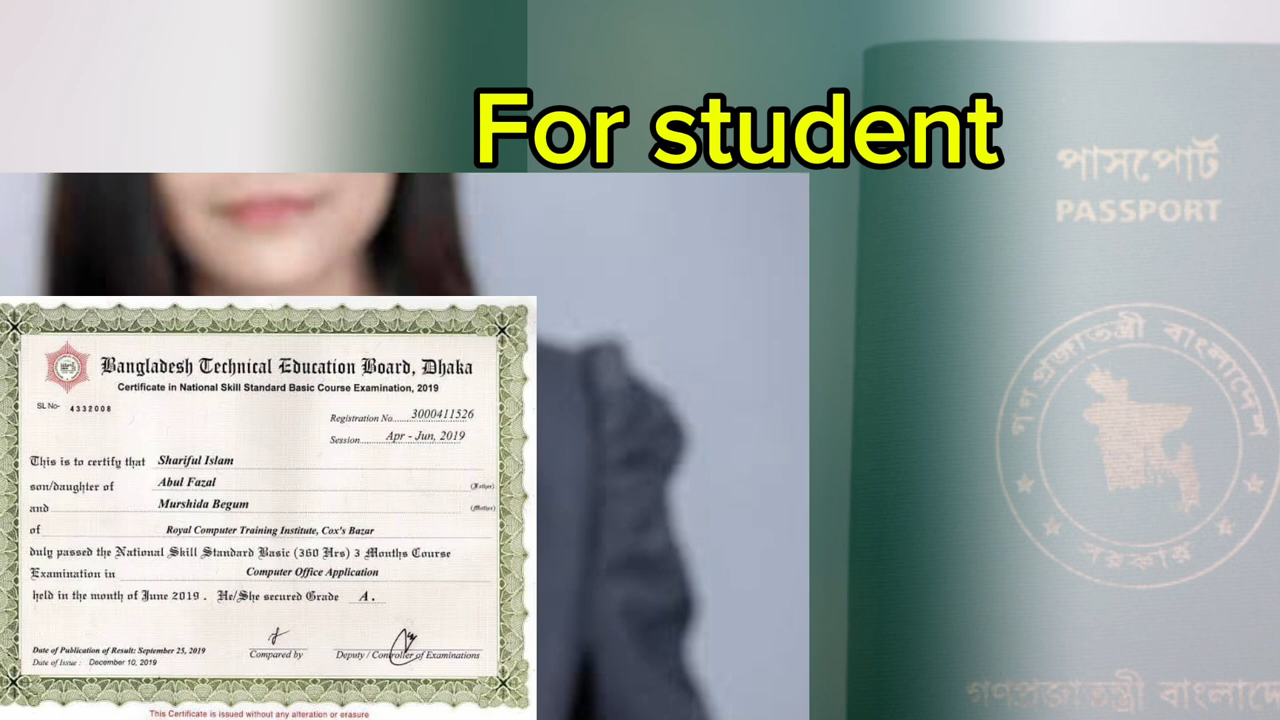 For student
পাসপোর্ট
PASSPORT
গণপ্রজাতন্ত্রী বাংলাদেশ
সরকার
Bangladesh Technical Education Board, Dhaka
Certificate in National Skill Standard Basic Course Examination, 2019
SL No- 4332008
Registration No.....3000411526
Session.....Apr - Jun, 2019
This is to certify that Shariful Islam
son/daughter of Abul Fazal (Father)
and Murshida Begum (Mother)
of Royal Computer Training Institute, Cox's Bazar
duly passed the National Skill Standard Basic (360 Hrs) 3 Months Course
Examination in Computer Office Application
held in the month of June 2019 . He/She secured Grade A .
Date of Publication of Result: September 25, 2019
Date of Issue : December 10, 2019
Compared by
Deputy / Controller of Examinations
This Certificate is issued without any alteration or erasure
গণপ্রজাতন্ত্রী